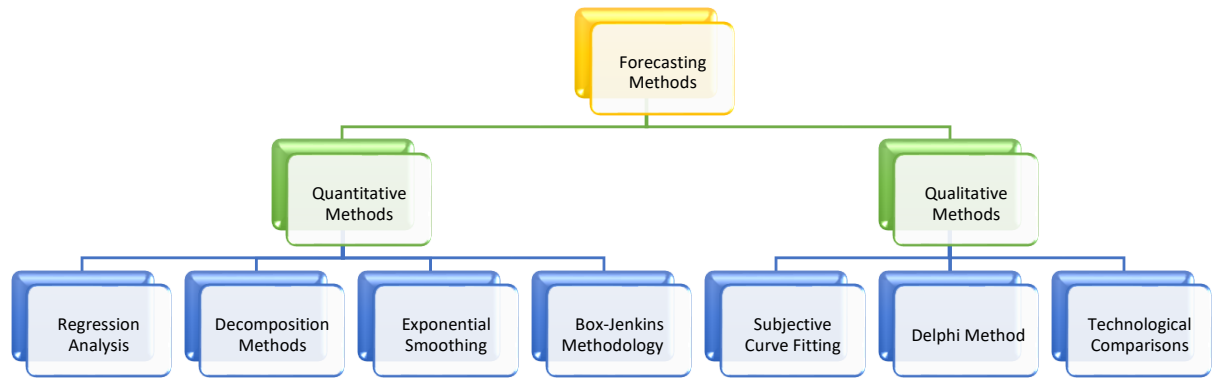 Forecasting
Methods
Quantitative
Methods
Qualitative
Methods
Regression
Analysis
Decomposition
Methods
Exponential
Smoothing
Box-Jenkins
Methodology
Subjective
Curve Fitting
Delphi Method
Technological
Comparisons